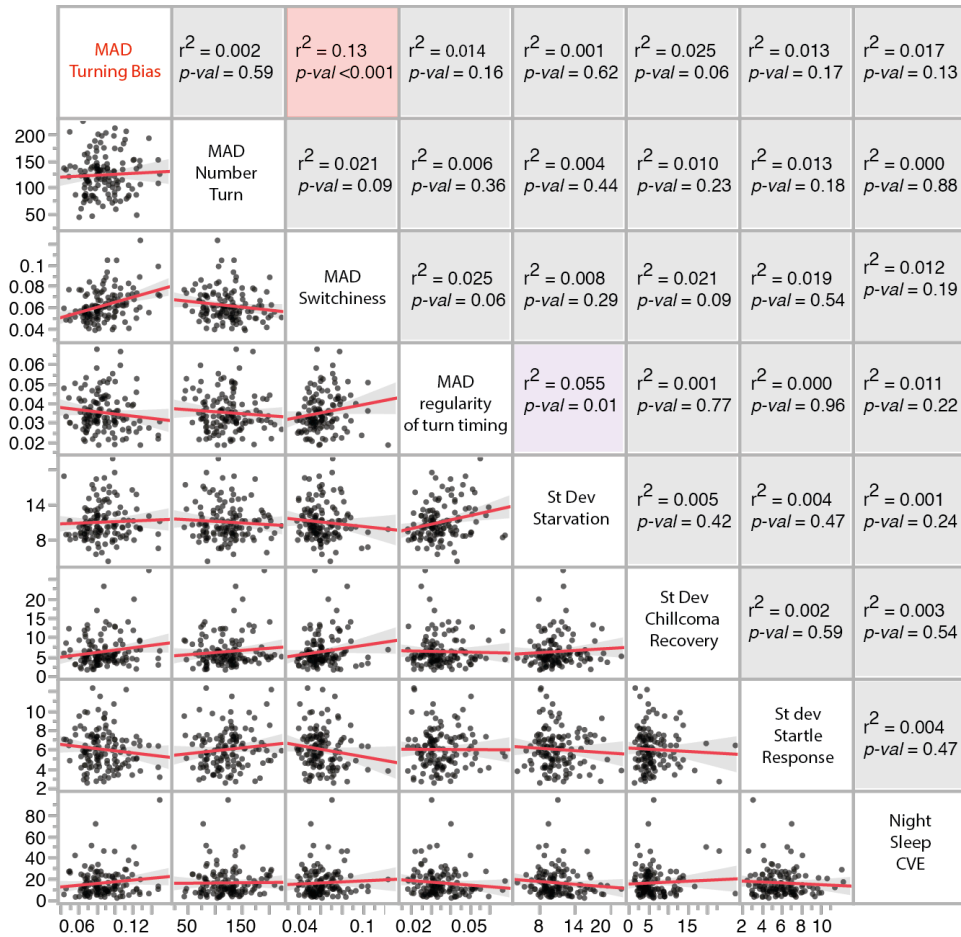 MAD
Turning Bias
r² = 0.002
p-val = 0.59
r² = 0.13
p-val <0.001
r² = 0.014
p-val = 0.16
r² = 0.001
p-val = 0.62
r² = 0.025
p-val = 0.06
r² = 0.013
p-val = 0.17
r² = 0.017
p-val = 0.13
200
150
100
50
MAD
Number
Turn
r² = 0.021
p-val = 0.09
r² = 0.006
p-val = 0.36
r² = 0.004
p-val = 0.44
r² = 0.010
p-val = 0.23
r² = 0.013
p-val = 0.18
r² = 0.000
p-val = 0.88
0.1
0.08
0.06
0.04
MAD
Switchiness
r² = 0.025
p-val = 0.06
r² = 0.008
p-val = 0.29
r² = 0.021
p-val = 0.09
r² = 0.019
p-val = 0.54
r² = 0.012
p-val = 0.19
0.06
0.05
0.04
0.03
0.02
MAD
regularity
of turn timing
r² = 0.055
p-val = 0.01
r² = 0.001
p-val = 0.77
r² = 0.000
p-val = 0.96
r² = 0.011
p-val = 0.22
14
8
St Dev
Starvation
r² = 0.005
p-val = 0.42
r² = 0.004
p-val = 0.47
r² = 0.001
p-val = 0.24
20
15
10
5
0
St Dev
Chillcoma
Recovery
r² = 0.002
p-val = 0.59
r² = 0.003
p-val = 0.54
10
8
6
4
2
St dev
Startle
Response
r² = 0.004
p-val = 0.47
80
60
40
20
0
Night
Sleep
CVE
0.06 0.10 0.12 50 150 0.04 0.1 0.02 0.05 8 14 20 0 5 15 2 4 6 8 10